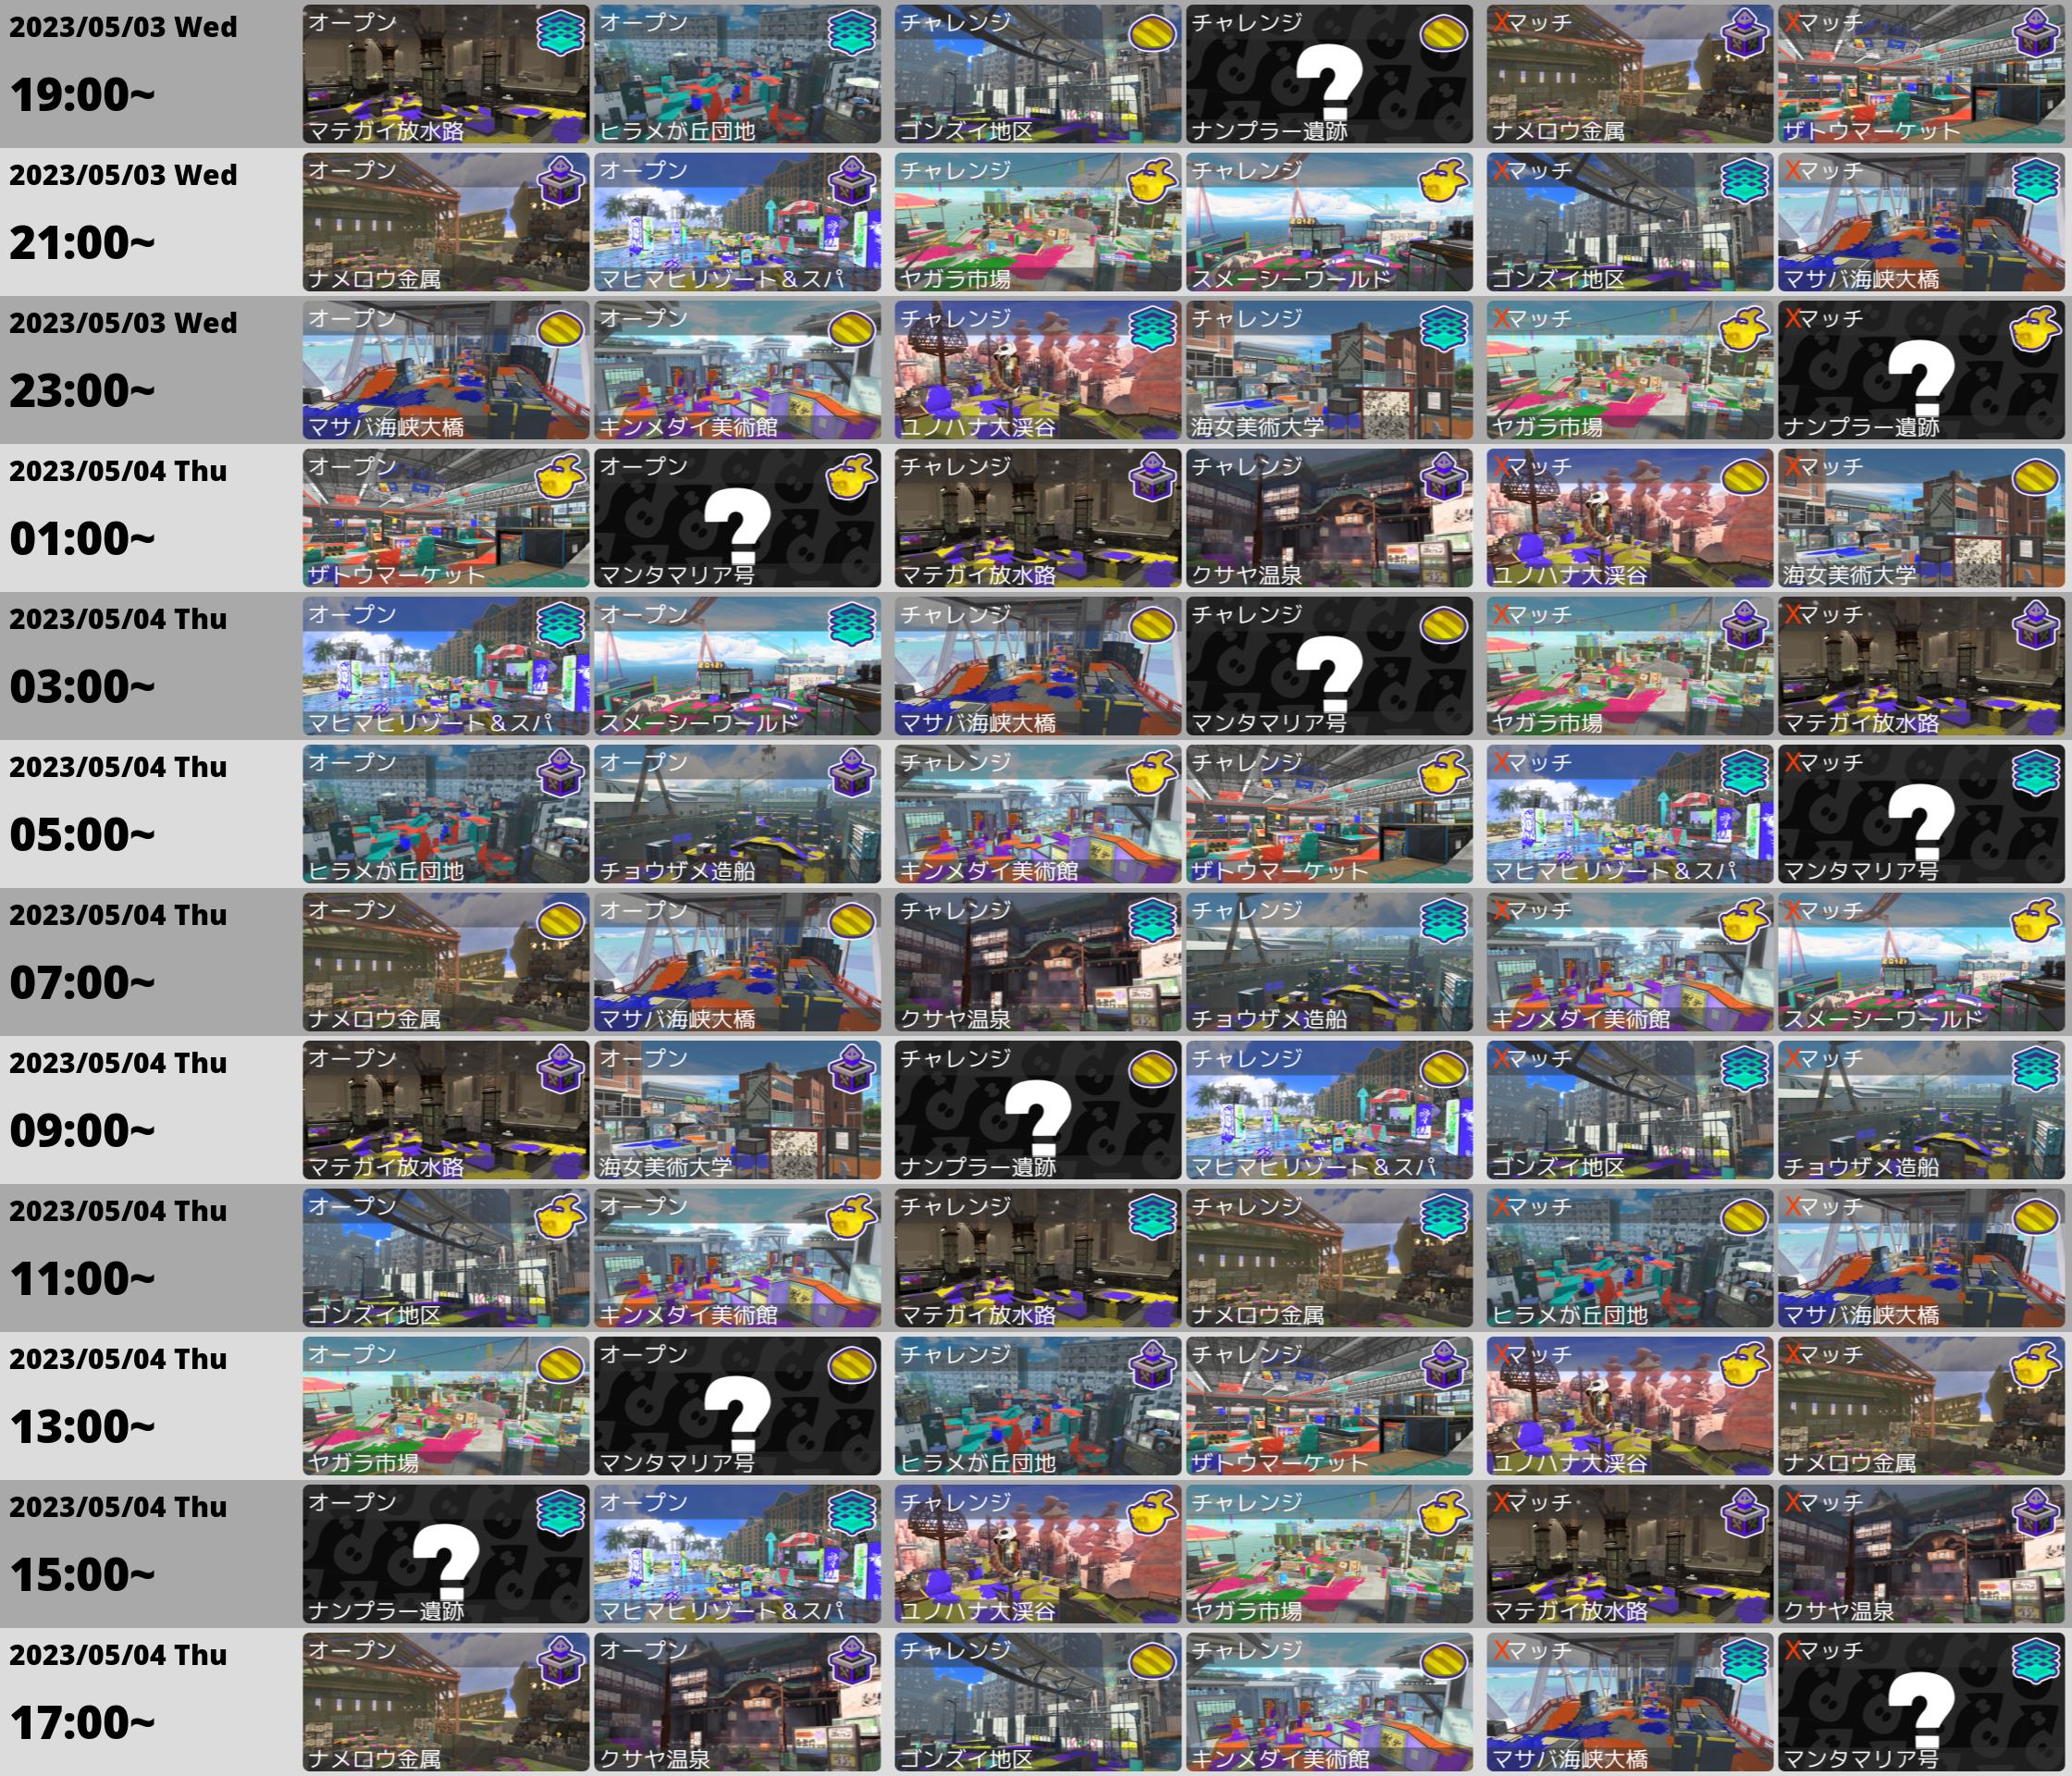 2023/05/03 Wed
19:00~
オープン
マテガイ放水路
オープン
ヒラメが丘団地
チャレンジ
ゴンズイ地区
チャレンジ
ナンプラー遺跡
Xマッチ
ナメロウ金属
Xマッチ
ザトウマーケット
2023/05/03 Wed
21:00~
オープン
ナメロウ金属
オープン
マヒマヒリゾート＆スパ
チャレンジ
ヤガラ市場
チャレンジ
スメーシーワールド
Xマッチ
ゴンズイ地区
Xマッチ
マサバ海峡大橋
2023/05/03 Wed
23:00~
オープン
マサバ海峡大橋
オープン
キンメダイ美術館
チャレンジ
ユノハナ大渓谷
チャレンジ
海女美術大学
Xマッチ
ヤガラ市場
Xマッチ
ナンプラー遺跡
2023/05/04 Thu
01:00~
オープン
ザトウマーケット
オープン
マンタマリア号
チャレンジ
マテガイ放水路
チャレンジ
クサヤ温泉
Xマッチ
ユノハナ大渓谷
Xマッチ
海女美術大学
2023/05/04 Thu
03:00~
オープン
マヒマヒリゾート＆スパ
オープン
スメーシーワールド
チャレンジ
マサバ海峡大橋
チャレンジ
マンタマリア号
Xマッチ
ヤガラ市場
Xマッチ
マテガイ放水路
2023/05/04 Thu
05:00~
オープン
ヒラメが丘団地
オープン
チョウザメ造船
チャレンジ
キンメダイ美術館
チャレンジ
ザトウマーケット
Xマッチ
マヒマヒリゾート＆スパ
Xマッチ
マンタマリア号
2023/05/04 Thu
07:00~
オープン
ナメロウ金属
オープン
マサバ海峡大橋
チャレンジ
クサヤ温泉
チャレンジ
チョウザメ造船
Xマッチ
キンメダイ美術館
Xマッチ
スメーシーワールド
2023/05/04 Thu
09:00~
オープン
マテガイ放水路
オープン
海女美術大学
チャレンジ
ナンプラー遺跡
チャレンジ
マヒマヒリゾート＆スパ
Xマッチ
ゴンズイ地区
Xマッチ
チョウザメ造船
2023/05/04 Thu
11:00~
オープン
ゴンズイ地区
オープン
キンメダイ美術館
チャレンジ
マテガイ放水路
チャレンジ
ナメロウ金属
Xマッチ
ヒラメが丘団地
Xマッチ
マサバ海峡大橋
2023/05/04 Thu
13:00~
オープン
ヤガラ市場
オープン
マンタマリア号
チャレンジ
ヒラメが丘団地
チャレンジ
ザトウマーケット
Xマッチ
ユノハナ大渓谷
Xマッチ
ナメロウ金属
2023/05/04 Thu
15:00~
オープン
ナンプラー遺跡
オープン
マヒマヒリゾート＆スパ
チャレンジ
ユノハナ大渓谷
チャレンジ
ヤガラ市場
Xマッチ
マテガイ放水路
Xマッチ
クサヤ温泉
2023/05/04 Thu
17:00~
オープン
ナメロウ金属
オープン
クサヤ温泉
チャレンジ
ゴンズイ地区
チャレンジ
キンメダイ美術館
Xマッチ
マサバ海峡大橋
Xマッチ
マンタマリア号